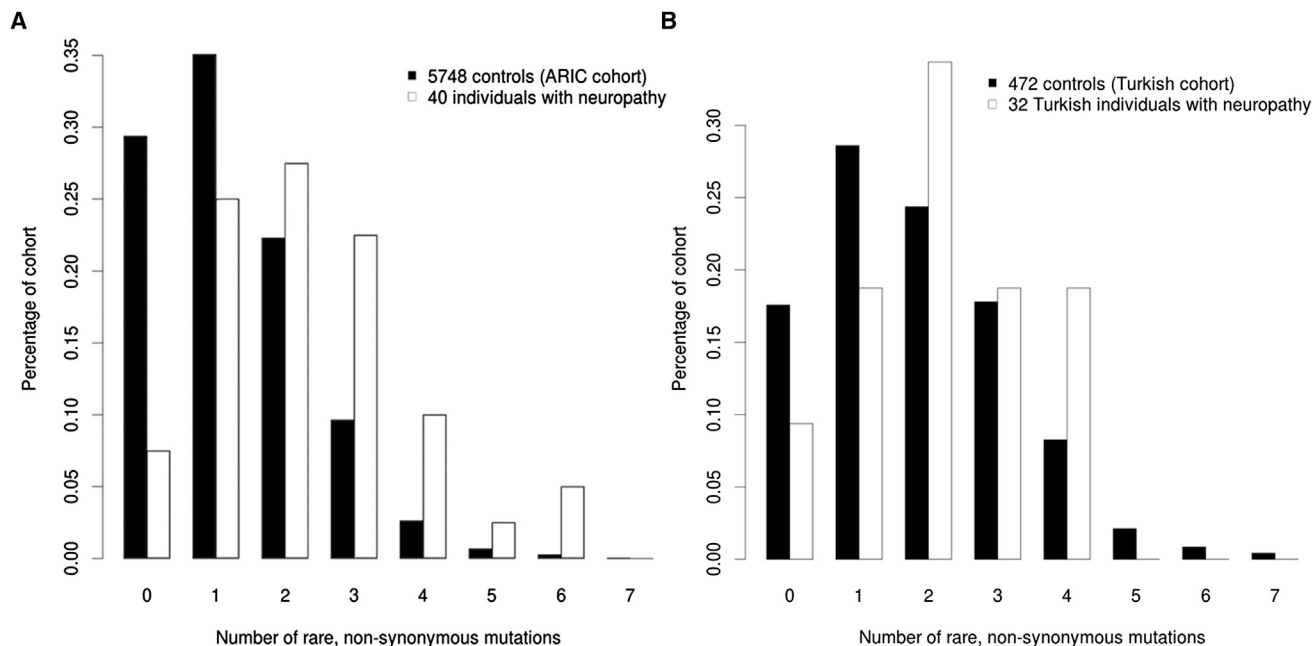 A
0.35
0.30
0.25
0.20
0.15
0.10
0.05
0.00
Percentage of cohort
5748 controls (ARIC cohort)
40 individuals with neuropathy
0 1 2 3 4 5 6 7
Number of rare, non-synonymous mutations
B
0.30
0.25
0.20
0.15
0.10
0.05
0.00
Percentage of cohort
472 controls (Turkish cohort)
32 Turkish individuals with neuropathy
0 1 2 3 4 5 6 7
Number of rare, non-synonymous mutations